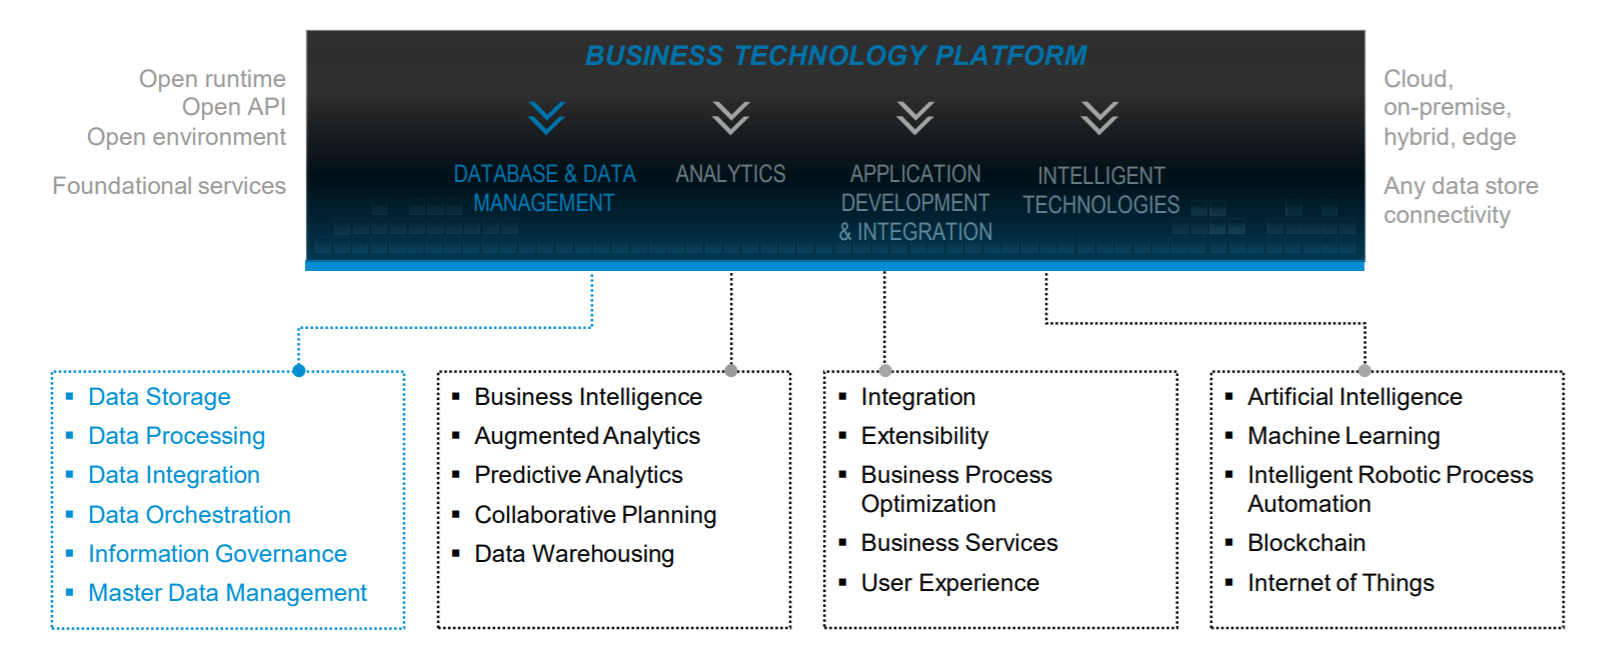 BUSINESS TECHNOLOGY PLATFORM
Open runtime
Open API
Open environment
Foundational services
DATABASE & DATA
MANAGEMENT
ANALYTICS
APPLICATION
DEVELOPMENT
& INTEGRATION
INTELLIGENT
TECHNOLOGIES
Cloud,
on-premise,
hybrid, edge
Any data store
connectivity
▪ Data Storage
▪ Data Processing
▪ Data Integration
▪ Data Orchestration
▪ Information Governance
▪ Master Data Management
▪ Business Intelligence
▪ Augmented Analytics
▪ Predictive Analytics
▪ Collaborative Planning
▪ Data Warehousing
▪ Integration
▪ Extensibility
▪ Business Process
Optimization
▪ Business Services
▪ User Experience
▪ Artificial Intelligence
▪ Machine Learning
▪ Intelligent Robotic Process
Automation
▪ Blockchain
▪ Internet of Things